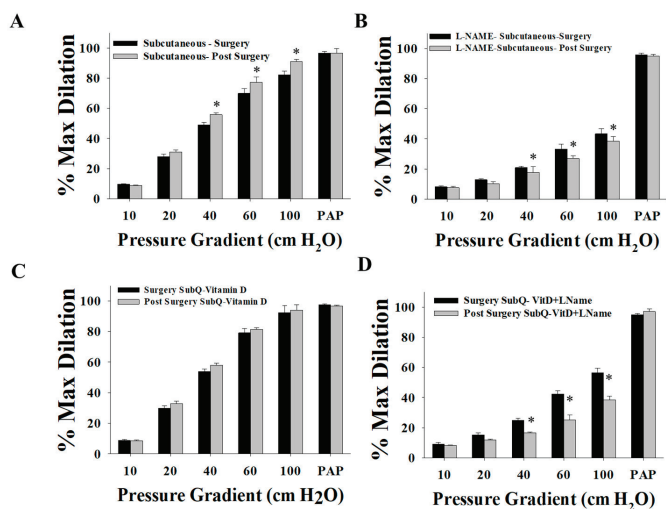 A
Subcutaneous - Surgery
Subcutaneous- Post Surgery
% Max Dilation
100
80
60
40
20
0
* * *
10 20 40 60 100 PAP
Pressure Gradient (cm H2O)
B
L-NAME- Subcutaneous-Surgery
L-NAME-Subcutaneous- Post Surgery
% Max Dilation
100
80
60
40
20
0
* * *
10 20 40 60 100 PAP
Pressure Gradient (cm H2O)
C
Surgery SubQ-Vitamin D
Post Surgery SubQ-Vitamin D
% Max Dilation
100
80
60
40
20
0
10 20 40 60 100 PAP
Pressure Gradient (cm H2O)
D
Surgery SubQ- VitD+LName
Post Surgery SubQ-VitD+LName
% Max Dilation
100
80
60
40
20
0
* * *
10 20 40 60 100 PAP
Pressure Gradient (cm H2O)